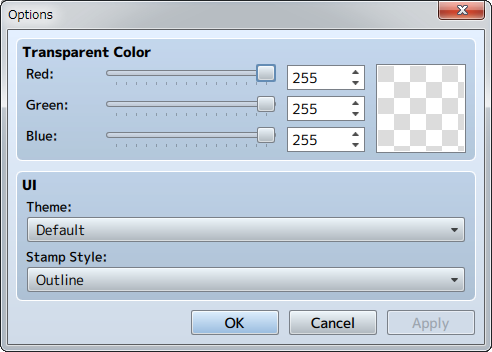 Options
Transparent Color
Red:
255
Green:
255
Blue:
255
UI
Theme:
Default
Stamp Style:
Outline
OK
Cancel
Apply